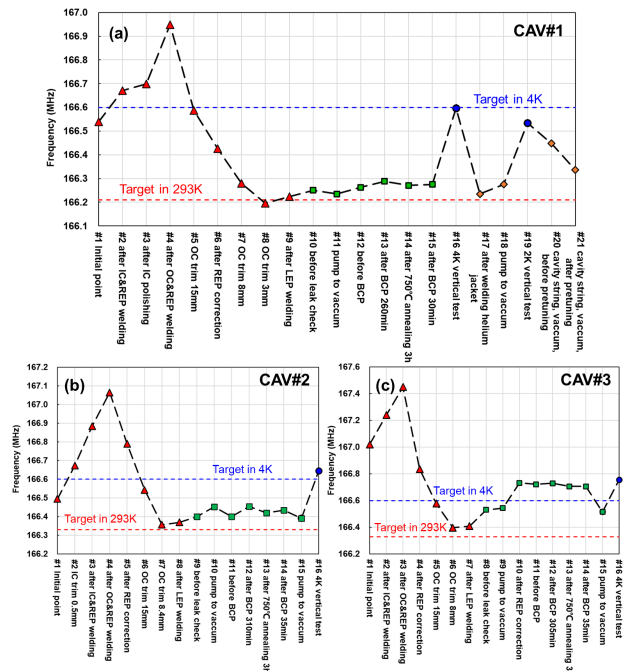 (a)
CAV#1
167.0
166.9
166.8
166.7
166.6
166.5
166.4
166.3
166.2
166.1
Frequency (MHz)
Target in 4K
Target in 293K
#1 Initial point
#2 after IC&REP welding
#3 after IC polishing
#4 after OC&REP welding
#5 OC trim 15mm
#6 after REP correction
#7 OC trim 8mm
#8 OC trim 3mm
#9 after LEP welding
#10 before leak check
#11 pump to vaccum
#12 before BCP
#13 after BCP 260min
#14 after 750℃ annealing 3h
#15 after BCP 30min
#16 4K vertical test
#17 after welding helium
jacket
#18 pump to vaccum
#19 2K vertical test
#20 cavity string, vaccum,
before pretuning
#21 cavity string, vaccum,
after pretuning
(b)
CAV#2
167.2
167.1
167.0
166.9
166.8
166.7
166.6
166.5
166.4
166.3
166.2
Frequency (MHz)
Target in 4K
Target in 293K
#1 Initial point
#2 IC trim 0.5mm
#3 after IC&REP welding
#4 after OC&REP welding
#5 after REP correction
#6 OC trim 15mm
#7 OC trim 8.4mm
#8 after LEP welding
#9 before leak check
#10 pump to vaccum
#11 before BCP
#12 after BCP 310min
#13 after 750℃ annealing 3h
#14 after BCP 35min
#15 pump to vaccum
#16 4K vertical test
(c)
CAV#3
167.6
167.4
167.2
167.0
166.8
166.6
166.4
166.2
Frequency (MHz)
Target in 4K
Target in 293K
#1 Initial point
#2 after IC&REP welding
#3 after OC&REP welding
#4 after REP correction
#5 OC trim 15mm
#6 OC trim 8mm
#7 after LEP welding
#8 before leak check
#9 pump to vaccum
#10 after REP correction
#11 before BCP
#12 after BCP 305min
#13 after 750℃ annealing 3
#14 after BCP 35min
#15 pump to vaccum
#16 4K vertical test